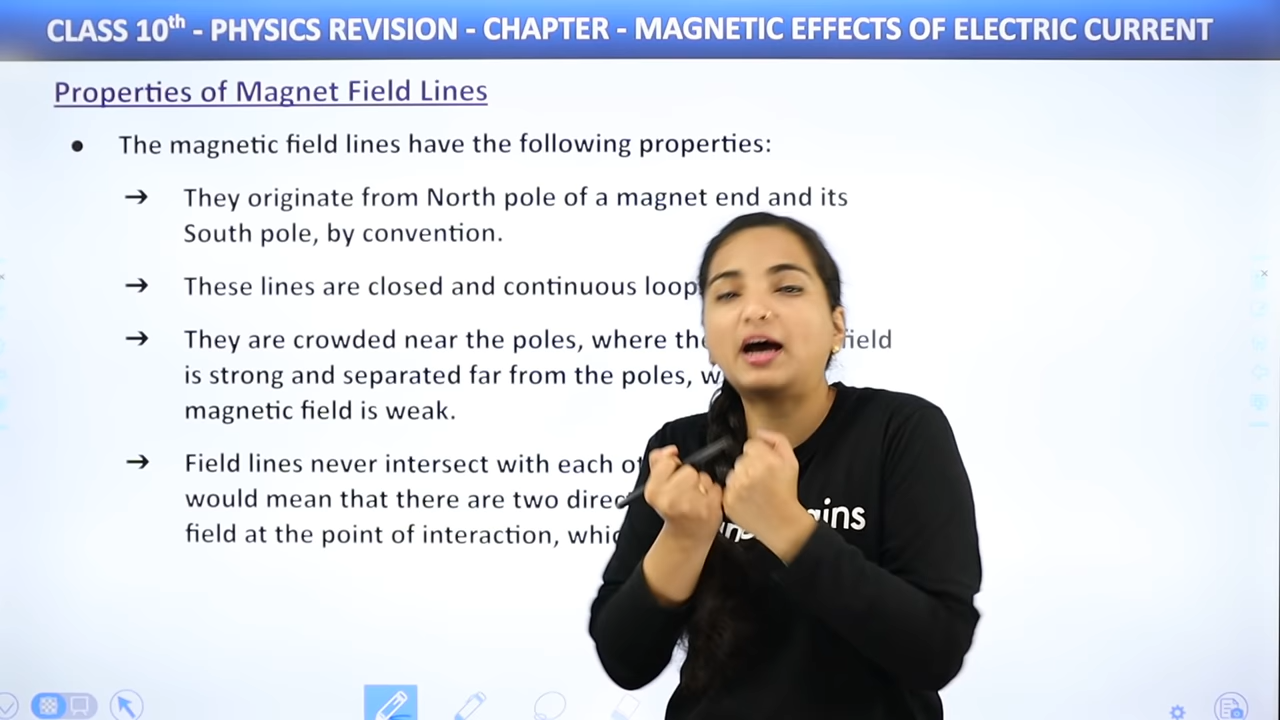 CLASS 10th - PHYSICS REVISION - CHAPTER - MAGNETIC EFFECTS OF ELECTRIC CURRENT
Properties of Magnet Field Lines
● The magnetic field lines have the following properties:
➔ They originate from North pole of a magnet end and its
South pole, by convention.
➔ These lines are closed and continuous loop
➔ They are crowded near the poles, where field
is strong and separated far from the poles,
magnetic field is weak.
➔ Field lines never intersect with each
would mean that there are two
field at the point of interaction,